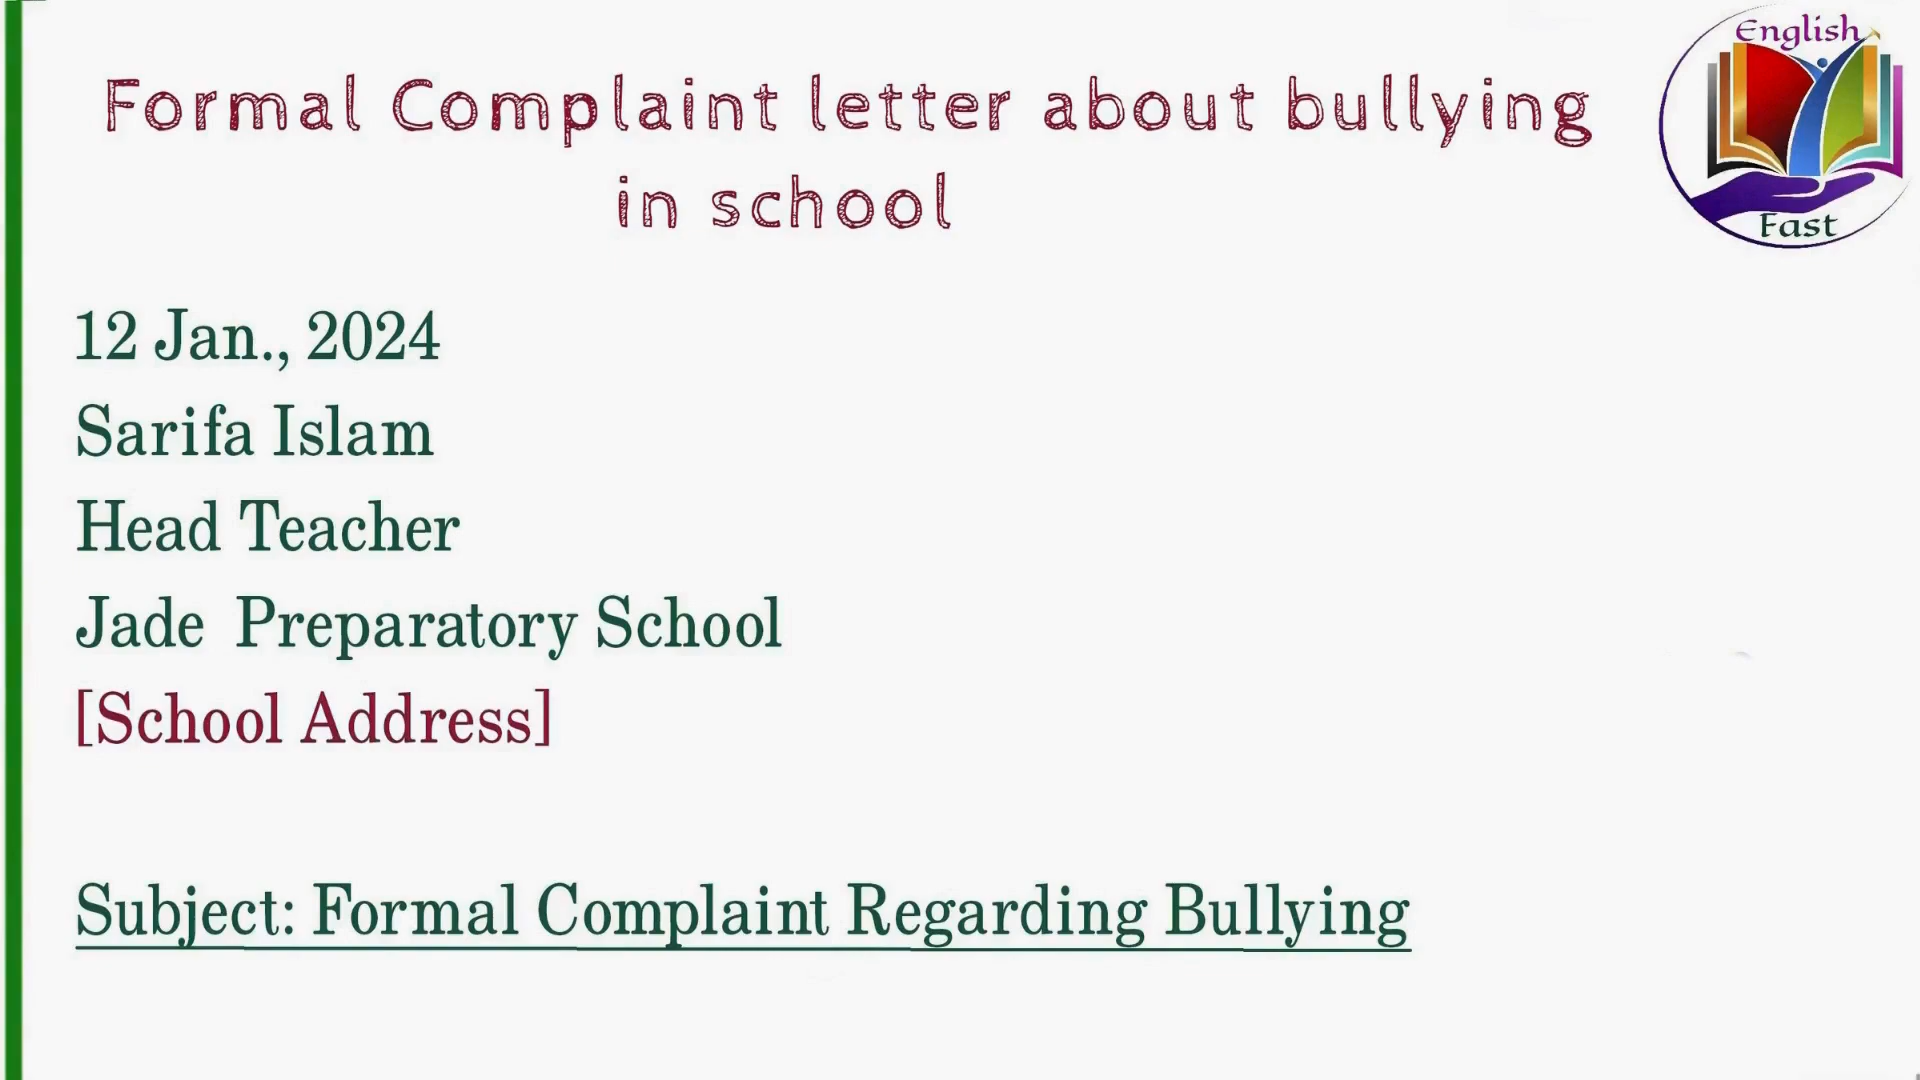 English
Fast
Formal Complaint letter about bullying
in school
12 Jan., 2024
Sarifa Islam
Head Teacher
Jade Preparatory School
[School Address]
Subject: Formal Complaint Regarding Bullying